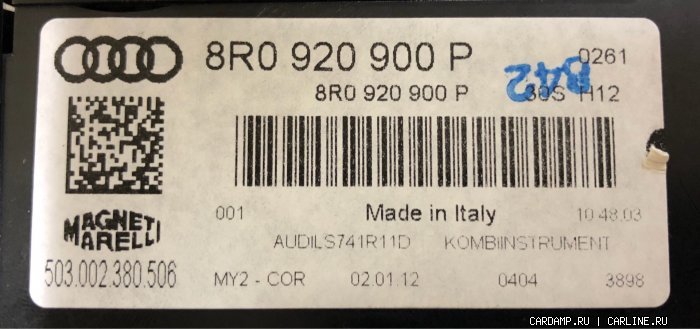 8R0 920 900 P 0261
8R0 920 900 P 30S H12
B42
001 Made in Italy 10.48.03
MAGNETI
MARELLI
AUDILS741R11D KOMBIINSTRUMENT
503.002.380.506 MY2 - COR 02.01.12 0404 3898
CARDAMP.RU | CARLINE.RU